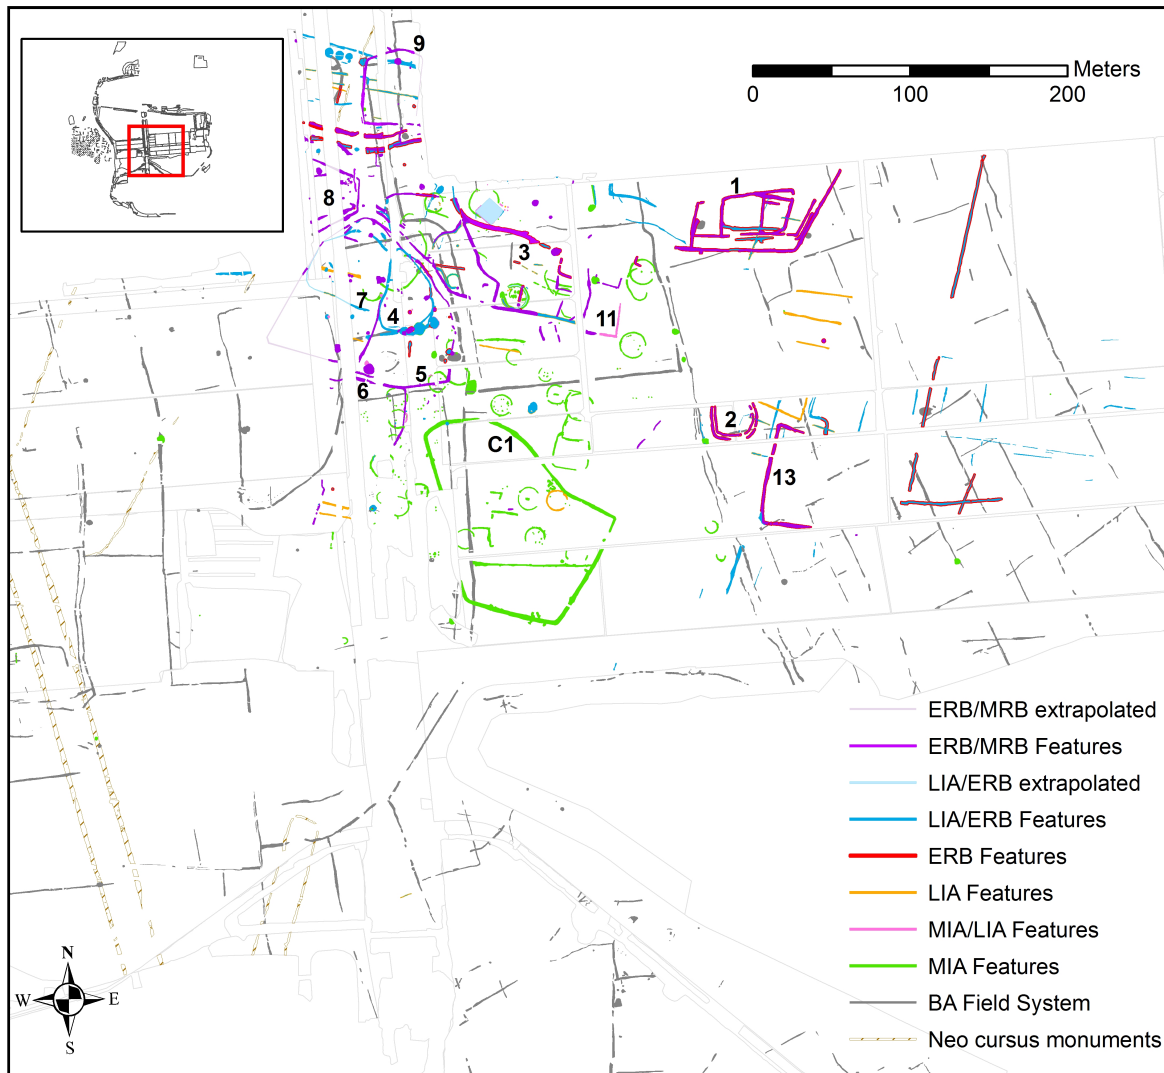 9
Meters
0 100 200
8
1
3
7
4
11
5
6
2
C1
13
ERB/MRB extrapolated
ERB/MRB Features
LIA/ERB extrapolated
LIA/ERB Features
ERB Features
LIA Features
MIA/LIA Features
MIA Features
BA Field System
Neo cursus monuments
N
W E
S